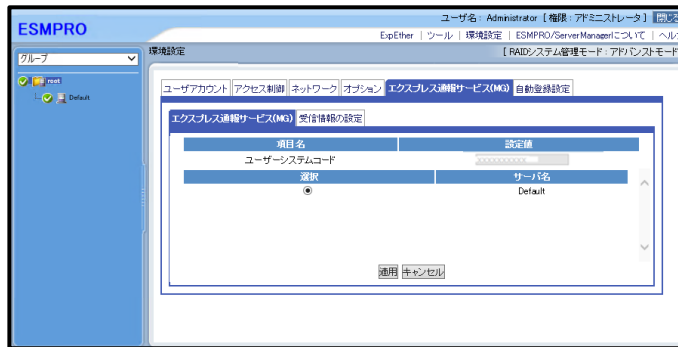 ユーザ名： Administrator [ 権限：アドミニストレータ ] 閉じる
ESMPRO
ExpEther | ツール | 環境設定 | ESMPRO/ServerManagerについて | ヘル
グループ
環境設定
[ RAIDシステム管理モード：アドバンストモード
root
Default
ユーザアカウント アクセス制御 ネットワーク オプション エクスプレス通報サービス(MG) 自動登録設定
エクスプレス通報サービス(MG) 受信情報の設定
項目名 設定値
ユーザーシステムコード
選択 サーバ名
Default
適用 キャンセル